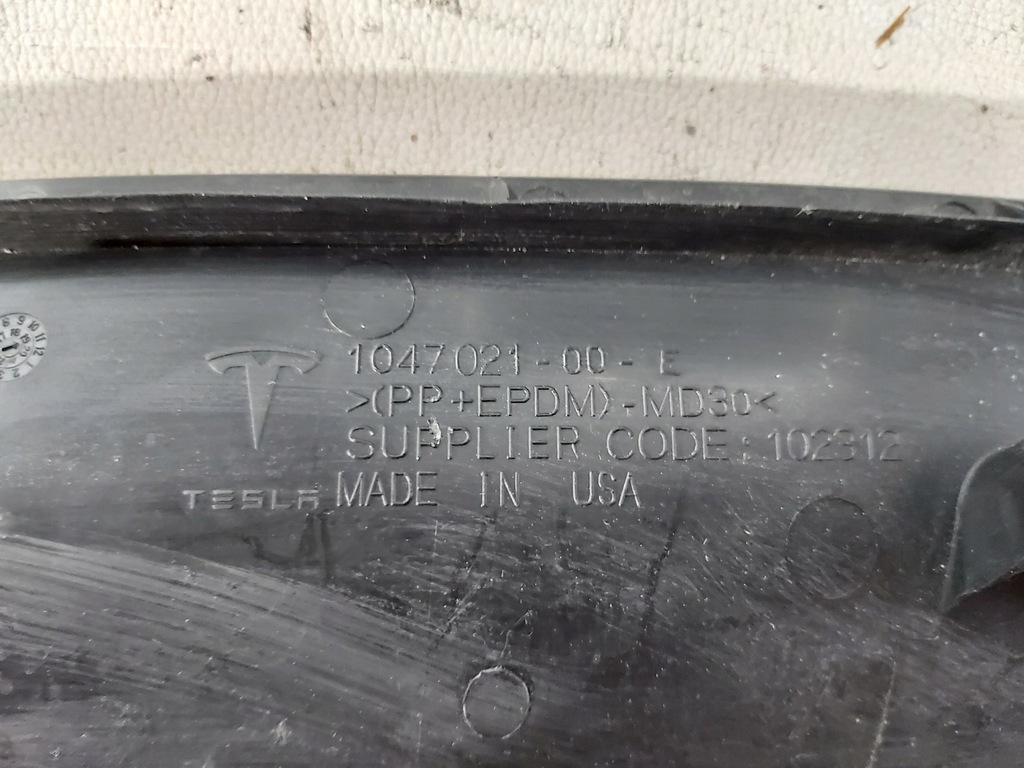 1047021-00-E
>(PP+EPDM)-MD30<
SUPPLIER CODE: 102312
TESLA MADE IN USA